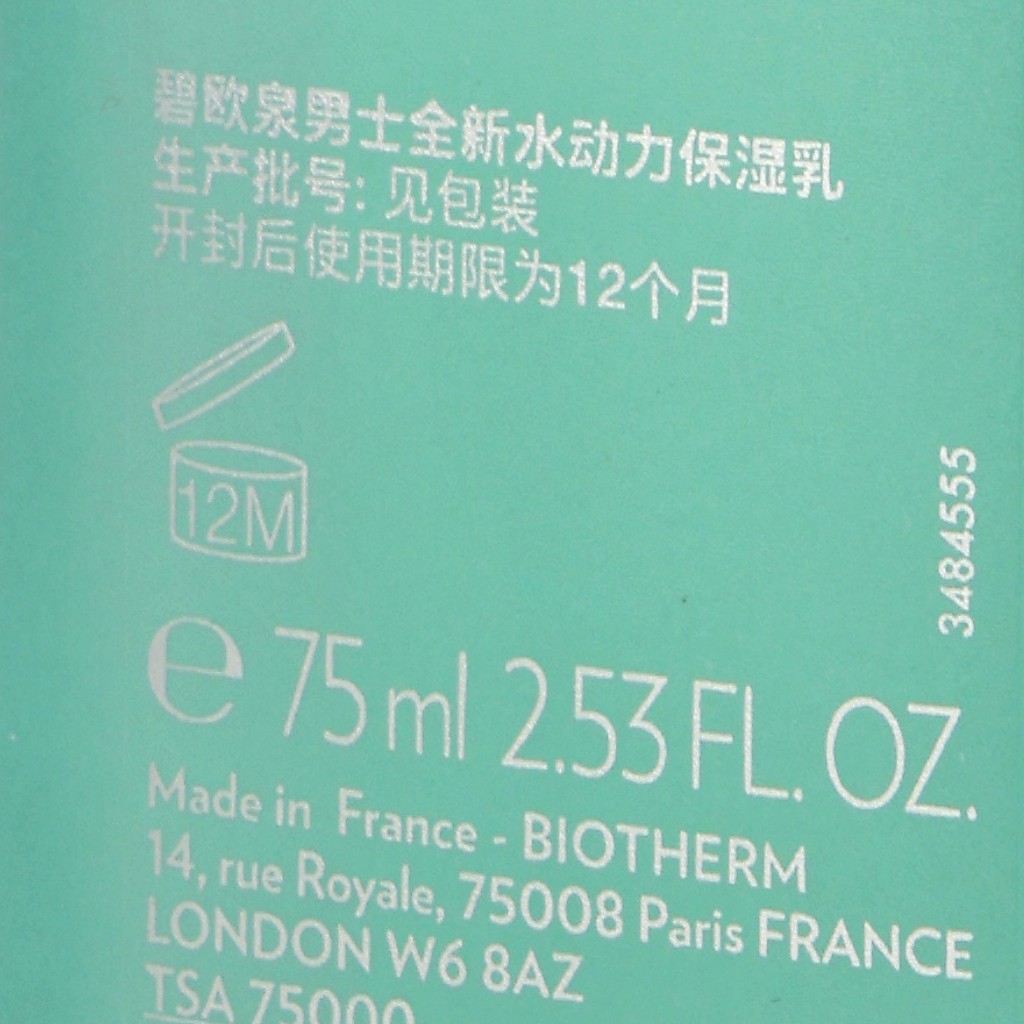 碧欧泉男士全新水动力保湿乳
生产批号: 见包装
开封后使用期限为12个月
12M
3484555
e 75 ml 2.53 FL. OZ.
Made in France - BIOTHERM
14, rue Royale, 75008 Paris FRANCE
LONDON W6 8AZ
TSA 75000